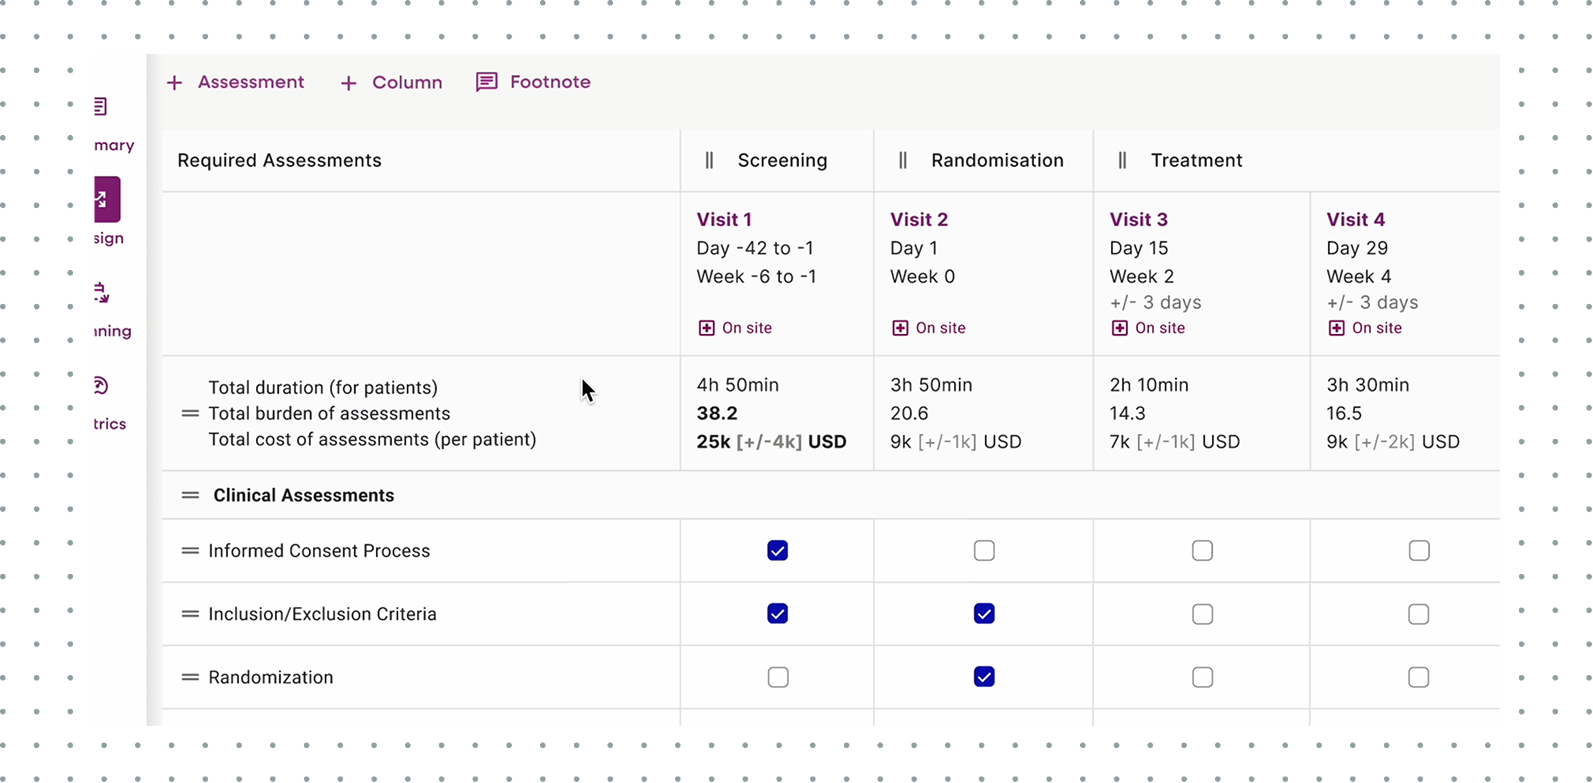 Assessment
Column
Footnote
mary
sign
nning
trics
Required Assessments
Screening
Randomisation
Treatment
Visit 1
Day -42 to -1
Week -6 to -1
On site
Visit 2
Day 1
Week 0
On site
Visit 3
Day 15
Week 2
+/- 3 days
On site
Visit 4
Day 29
Week 4
+/- 3 days
On site
Total duration (for patients)
Total burden of assessments
Total cost of assessments (per patient)
4h 50min
38.2
25k [+/-4k] USD
3h 50min
20.6
9k [+/-1k] USD
2h 10min
14.3
7k [+/-1k] USD
3h 30min
16.5
9k [+/-2k] USD
Clinical Assessments
Informed Consent Process
Inclusion/Exclusion Criteria
Randomization